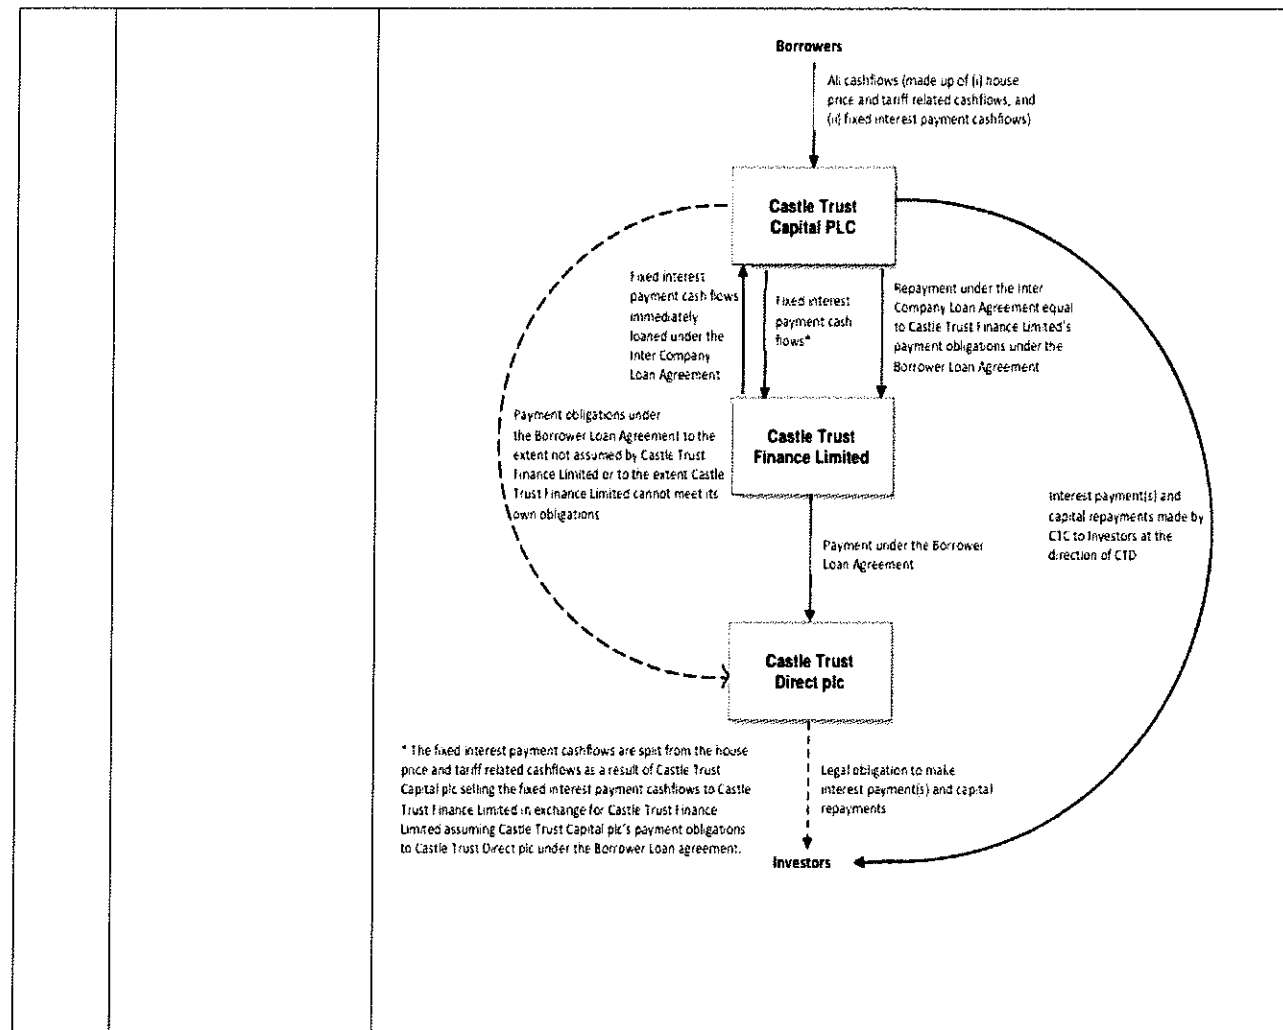 Borrowers
All cashflows (made up of (i) house
price and tariff related cashflows, and
(ii) fixed interest payment cashflows)
Castle Trust
Capital PLC
Fixed interest
payment cash flows
immediately
loaned under the
Inter Company
Loan Agreement
Fixed interest
payment cash
flows*
Repayment under the Inter
Company Loan Agreement equal
to Castle Trust Finance Limited's
payment obligations under the
Borrower Loan Agreement
Payment obligations under
the Borrower Loan Agreement to the
extent not assumed by Castle Trust
Finance Limited or to the extent Castle
Trust Finance Limited cannot meet its
own obligations
Castle Trust
Finance Limited
Interest payment(s) and
capital repayments made by
CTC to Investors at the
direction of CTD
Payment under the Borrower
Loan Agreement
Castle Trust
Direct plc
* The fixed interest payment cashflows are split from the house
price and tariff related cashflows as a result of Castle Trust
Capital plc selling the fixed interest payment cashflows to Castle
Trust Finance Limited in exchange for Castle Trust Finance
Limited assuming Castle Trust Capital plc's payment obligations
to Castle Trust Direct plc under the Borrower Loan agreement.
Legal obligation to make
interest payment(s) and capital
repayments
Investors